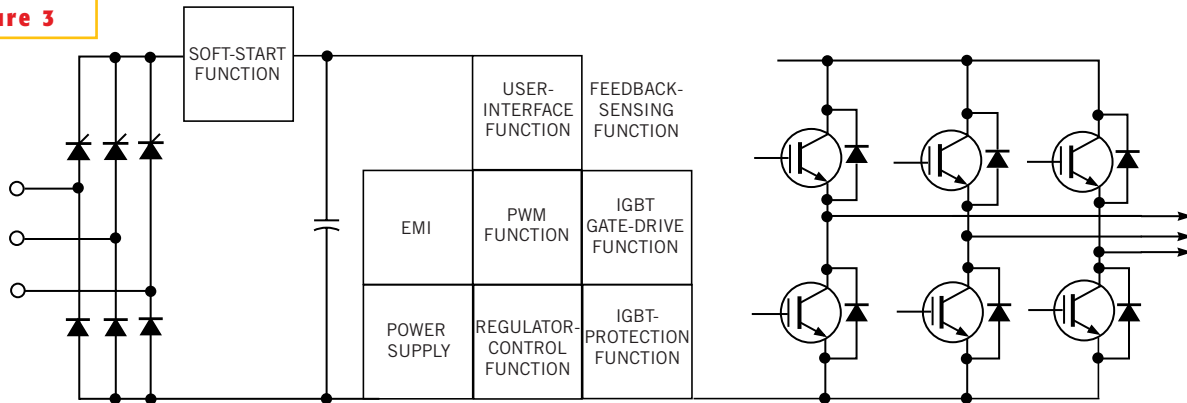 ure 3
SOFT-START
FUNCTION
USER-
INTERFACE
FUNCTION
FEEDBACK-
SENSING
FUNCTION
EMI
PWM
FUNCTION
IGBT
GATE-DRIVE
FUNCTION
POWER
SUPPLY
REGULATOR-
CONTROL
FUNCTION
IGBT-
PROTECTION
FUNCTION